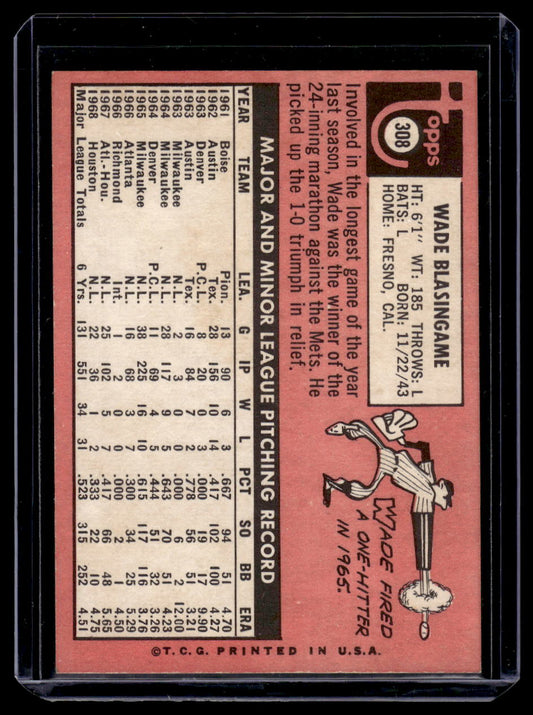 topps
308
WADE BLASINGAME
HT: 6'1" WT: 185 THROWS: L
BATS: L BORN: 11/22/43
HOME: FRESNO, CAL.
Involved in the longest game of the year
last season, Wade was the winner of the
24-inning marathon against the Mets. He
picked up the 1-0 triumph in relief.
WADE FIRED
A ONE-HITTER
IN 1965.
MAJOR AND MINOR LEAGUE PITCHING RECORD
YEAR TEAM LEA. G IP W L PCT SO BB ERA
1961 Boise Pion. 13 90 6 3 .667 94 51 4.70
1962 Austin Tex. 28 156 10 14 .417 102 100 4.27
1963 Denver P.C.L. 8 20 0 1 .000 19 17 9.90
1963 Austin Tex. 16 84 7 2 .778 56 51 3.21
1963 Milwaukee N.L. 2 3 0 0 .000 6 2 12.00
1964 Milwaukee N.L. 28 117 9 5 .643 70 51 4.23
1964 Denver P.C.L. 11 69 4 5 .444 51 32 3.26
1965 Milwaukee N.L. 38 225 16 10 .615 117 116 3.76
1966 Atlanta N.L. 16 68 3 7 .300 34 25 5.29
1966 Richmond Int. 1 2 0 1 .000 2 1 4.50
1967 Atl.-Hou. N.L. 25 102 5 7 .417 66 48 5.65
1968 Houston N.L. 22 36 1 2 .333 22 10 4.75
Major League Totals 6 Yrs. 131 551 34 31 .523 315 252 4.51
©T.C.G. PRINTED IN U.S.A.